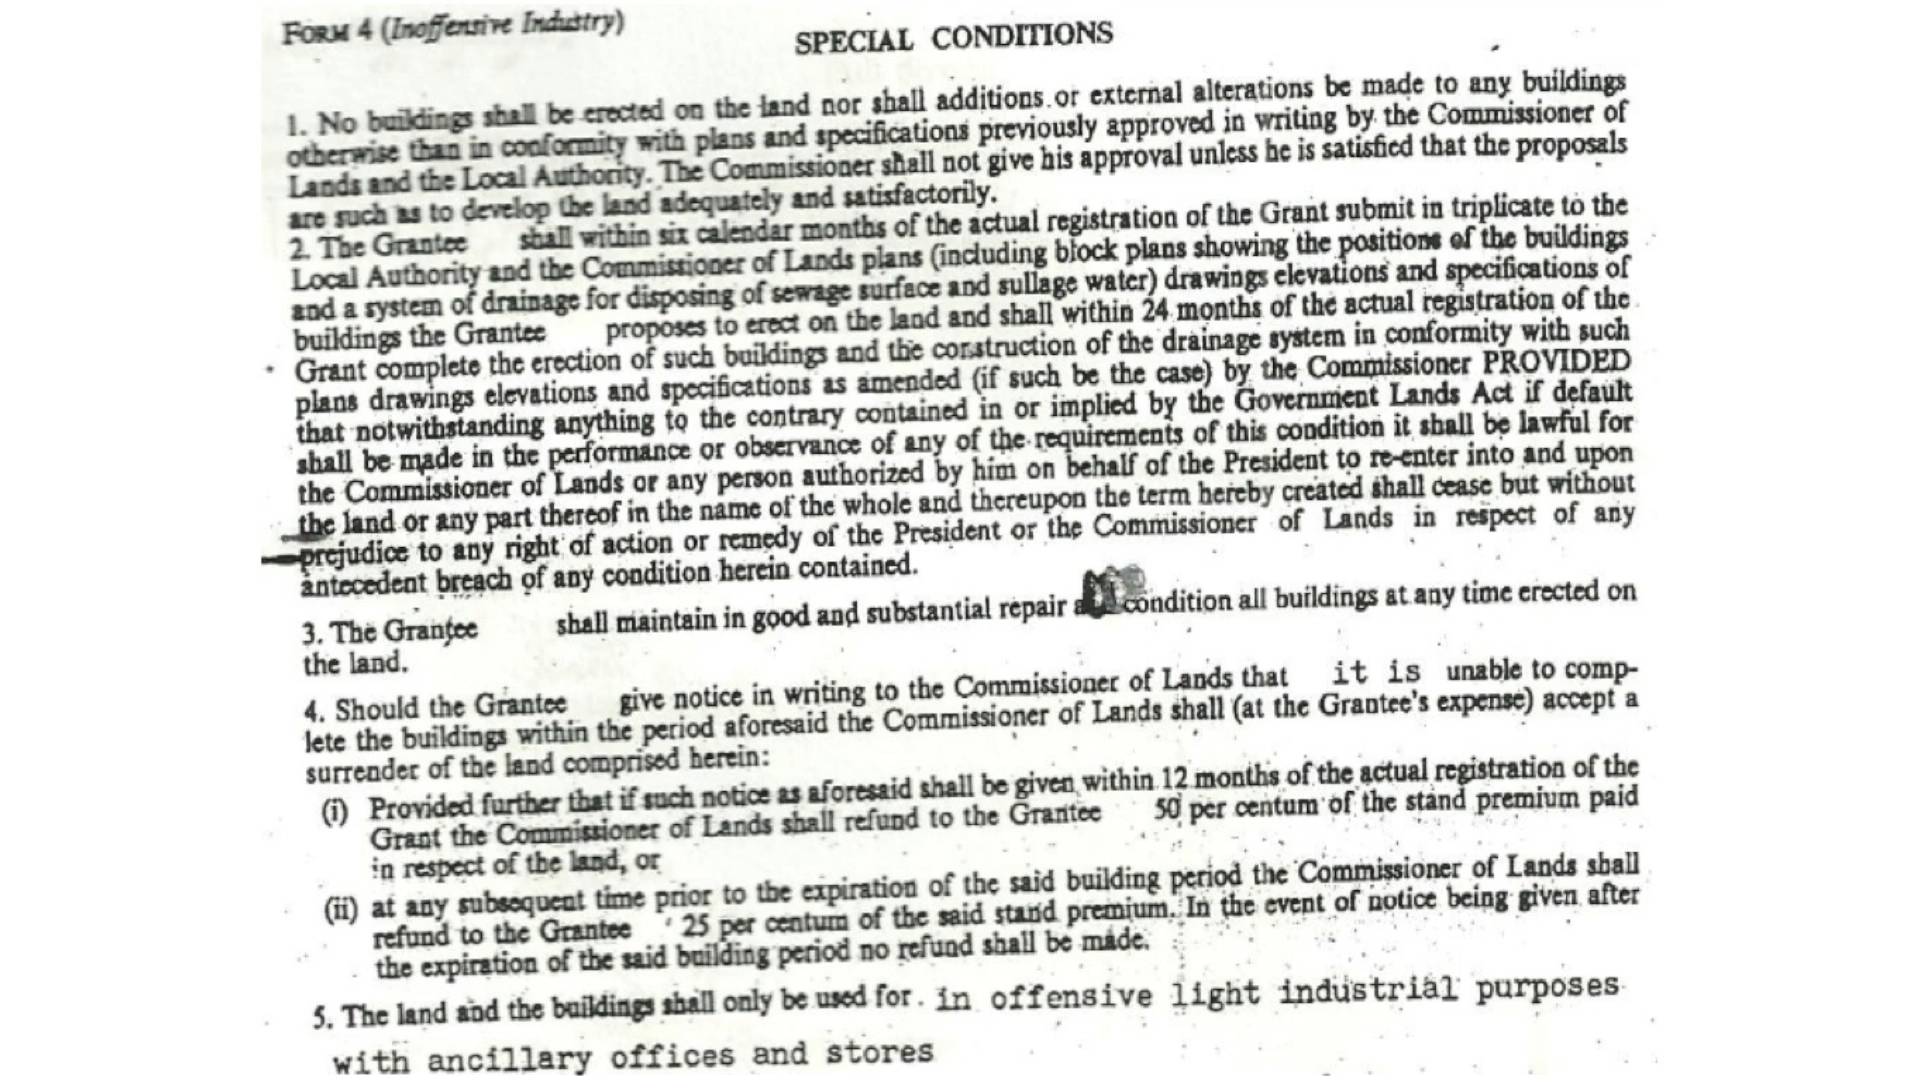 FORM 4 (Inoffensive Industry)
SPECIAL CONDITIONS
1. No buildings shall be erected on the land nor shall additions or external alterations be made to any buildings
otherwise than in conformity with plans and specifications previously approved in writing by the Commissioner of
Lands and the Local Authority. The Commissioner shall not give his approval unless he is satisfied that the proposals
are such as to develop the land adequately and satisfactorily.
2. The Grantee shall within six calendar months of the actual registration of the Grant submit in triplicate to the
Local Authority and the Commissioner of Lands plans (including block plans showing the positions of the buildings
and a system of drainage for disposing of sewage surface and sullage water) drawings elevations and specifications of
buildings the Grantee proposes to erect on the land and shall within 24 months of the actual registration of the
Grant complete the erection of such buildings and the construction of the drainage system in conformity with such
plans drawings elevations and specifications as amended (if such be the case) by the Commissioner PROVIDED
that notwithstanding anything to the contrary contained in or implied by the Government Lands Act if default
shall be made in the performance or observance of any of the requirements of this condition it shall be lawful for
the Commissioner of Lands or any person authorized by him on behalf of the President to re-enter into and upon
the land or any part thereof in the name of the whole and thereupon the term hereby created shall cease but without
prejudice to any right of action or remedy of the President or the Commissioner of Lands in respect of any
antecedent breach of any condition herein contained.
3. The Grantee shall maintain in good and substantial repair condition all buildings at any time erected on
the land.
4. Should the Grantee give notice in writing to the Commissioner of Lands that it is unable to comp-
lete the buildings within the period aforesaid the Commissioner of Lands shall (at the Grantee's expense) accept a
surrender of the land comprised herein:
(i) Provided further that if such notice as aforesaid shall be given within 12 months of the actual registration of the
Grant the Commissioner of Lands shall refund to the Grantee 50 per centum of the stand premium paid
in respect of the land, or
(ii) at any subsequent time prior to the expiration of the said building period the Commissioner of Lands shall
refund to the Grantee 25 per centum of the said stand premium. In the event of notice being given after
the expiration of the said building period no refund shall be made.
5. The land and the buildings shall only be used for. in offensive light industrial purposes
with ancillary offices and stores